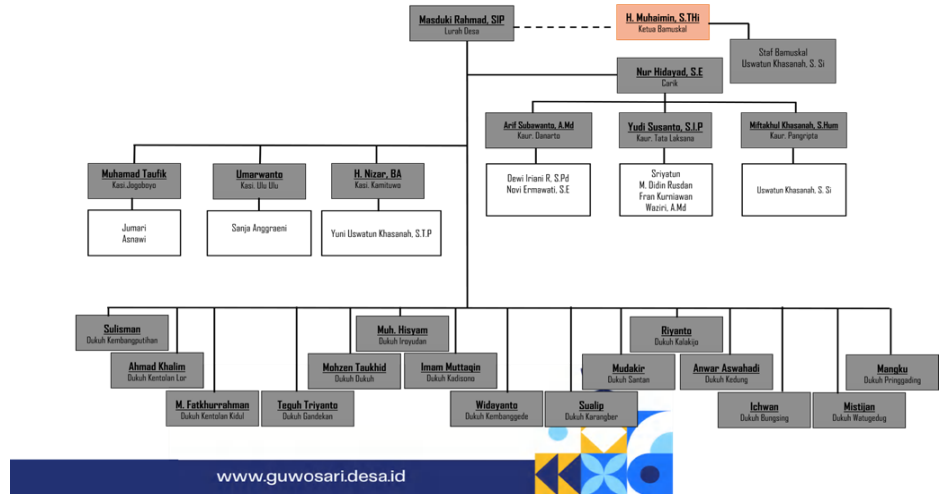 Masduki Rahmad, SIP
Lurah Desa
H. Muhaimin, S.THi
Ketua Bamuskal
Staf Bamuskal
Uswatun Khasanah, S. Si
Nur Hidayad, S.E
Carik
Arif Subawanto, A.Md
Kaur. Danarto
Yudi Susanto, S.I.P
Kaur. Tata Laksana
Miftakhul Khasanah, S.Hum
Kaur. Pangripta
Dewi Iriani R, S.Pd
Novi Ermawati, S.E
Sriyatun
M. Didin Rusdan
Fran Kurniawan
Waziri, A.Md
Uswatun Khasanah, S. Si
Muhamad Taufik
Kasi Jogoboyo
Umarwanto
Kasi. Ulu Ulu
H. Nizar, BA
Kasi. Kamituwo
Jumari
Asnawi
Sanja Anggraeni
Yuni Uswatun Khasanah, S.T.P
Sulisman
Dukuh Kembangputihan
Ahmad Khalim
Dukuh Kentolan Lor
M. Fatkhurrahman
Dukuh Kentolan Kidul
Teguh Triyanto
Dukuh Gandekan
Mohzen Taukhid
Dukuh Dukuh
Muh. Hisyam
Dukuh Iroyudan
Imam Muttaqin
Dukuh Kadisono
Widayanto
Dukuh Kembanggede
Sualip
Dukuh Karangber
Mudakir
Dukuh Santan
Riyanto
Dukuh Kalakijo
Anwar Aswahadi
Dukuh Kedung
Ichwan
Dukuh Bungsing
Mistijan
Dukuh Watugedug
Mangku
Dukuh Pringgading
www.guwosari.desa.id